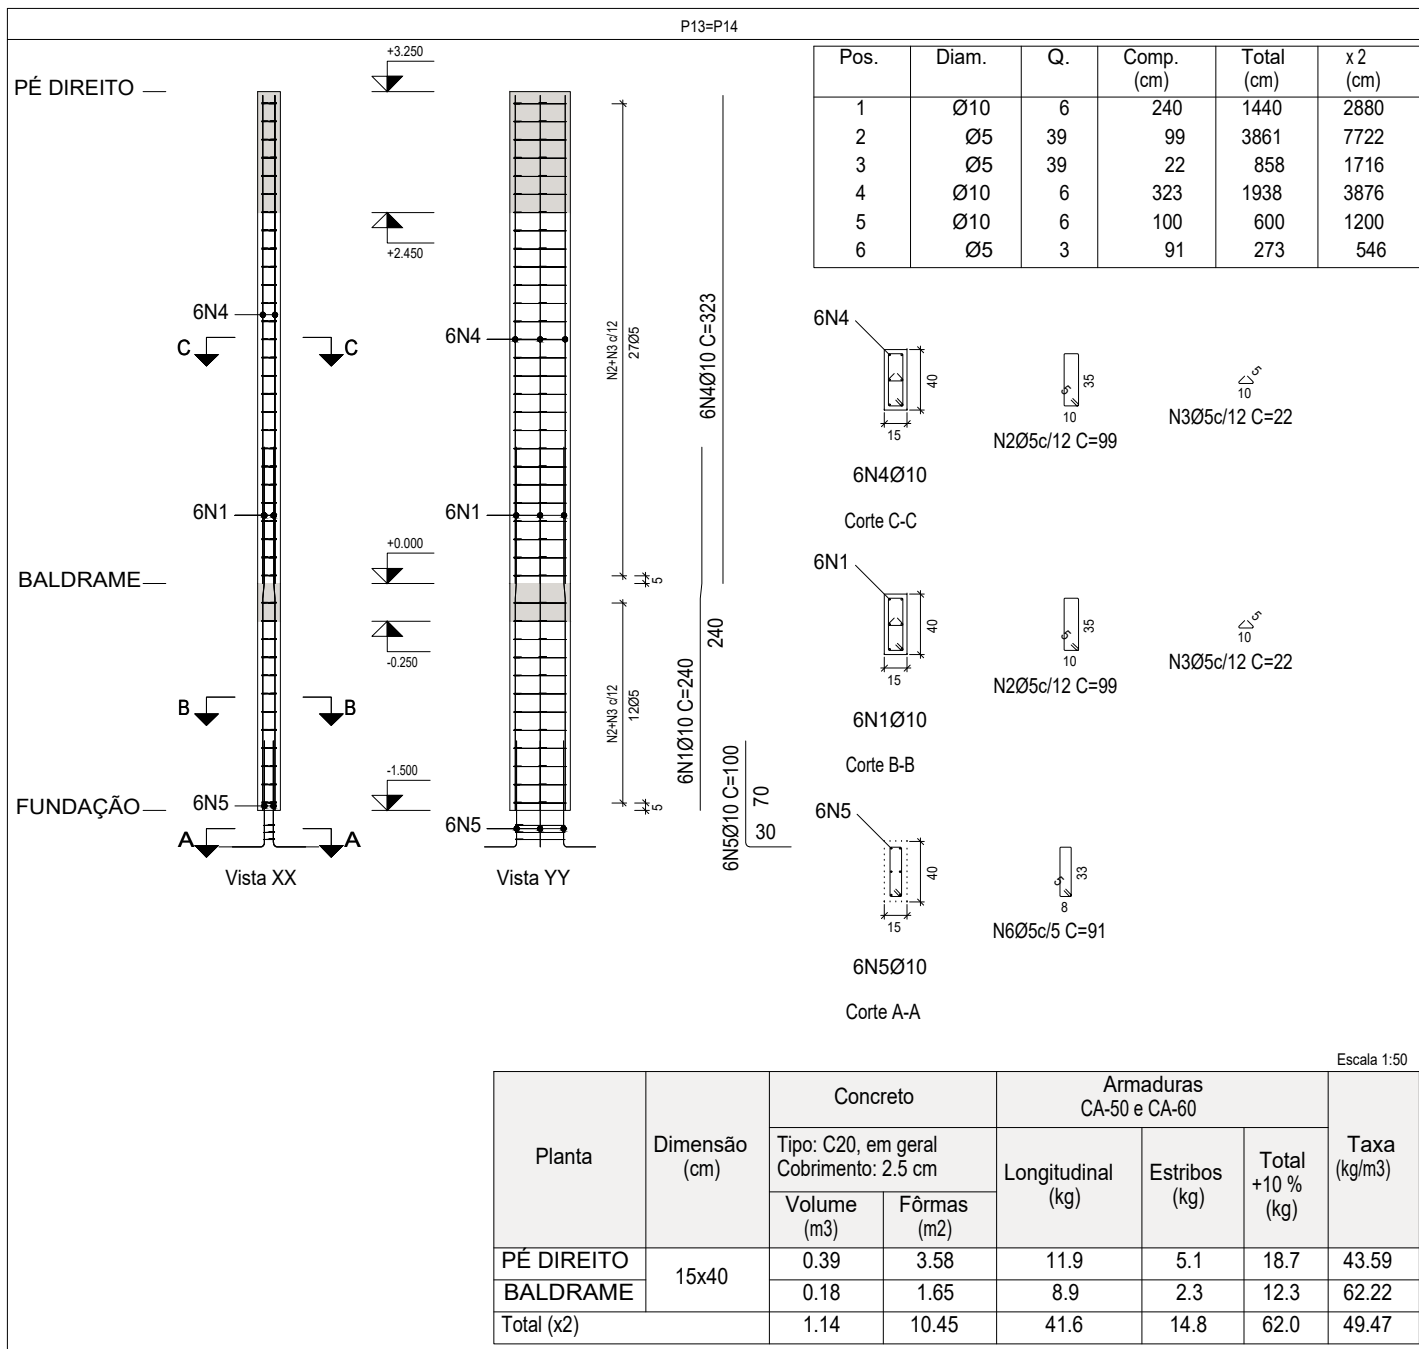 P13=P14
Pos. Diam. Q. Comp. (cm) Total (cm) x 2 (cm)
1 Ø10 6 240 1440 2880
2 Ø5 39 99 3861 7722
3 Ø5 39 22 858 1716
4 Ø10 6 323 1938 3876
5 Ø10 6 100 600 1200
6 Ø5 3 91 273 546
PÉ DIREITO
+3.250
+2.450
6N4
C C
6N1
+0.000
BALDRAME
-0.250
B B
-1.500
FUNDAÇÃO
6N5
A A
Vista XX
6N4
6N1
6N5
Vista YY
N2+N3 c/12
27Ø5
5
N2+N3 c/12
12Ø5
5
6N4Ø10 C=323
6N1Ø10 C=240
240
6N5Ø10 C=100
70
30
6N4
40
15
6N4Ø10
Corte C-C
5
35
10
N2Ø5c/12 C=99
5
10
N3Ø5c/12 C=22
6N1
40
15
6N1Ø10
Corte B-B
5
35
10
N2Ø5c/12 C=99
5
10
N3Ø5c/12 C=22
6N5
40
15
6N5Ø10
Corte A-A
5
33
8
N6Ø5c/5 C=91
Escala 1:50
Planta
Dimensão (cm)
Concreto
Tipo: C20, em geral
Cobrimento: 2.5 cm
Volume (m3)
Fôrmas (m2)
Armaduras
CA-50 e CA-60
Longitudinal (kg)
Estribos (kg)
Total +10 % (kg)
Taxa (kg/m3)
PÉ DIREITO 15x40 0.39 3.58 11.9 5.1 18.7 43.59
BALDRAME 0.18 1.65 8.9 2.3 12.3 62.22
Total (x2) 1.14 10.45 41.6 14.8 62.0 49.47